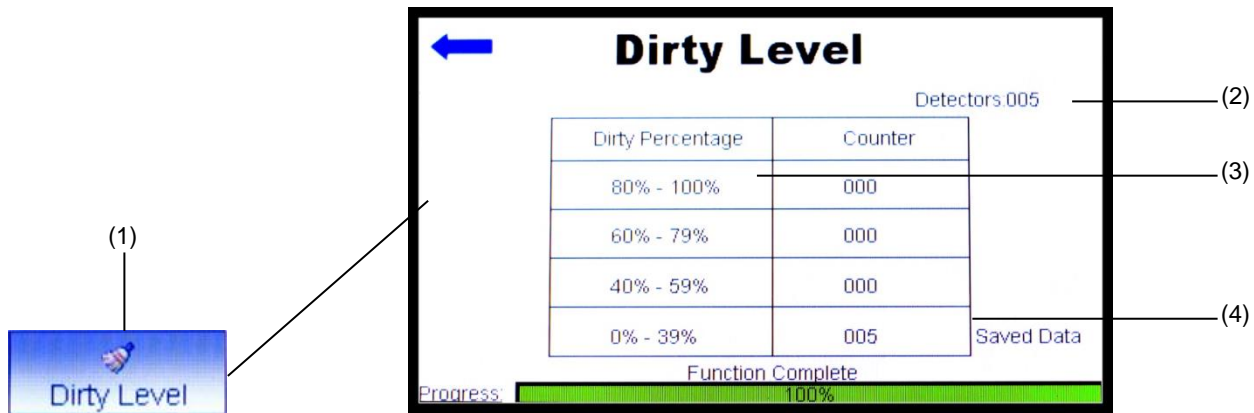 Dirty Level
Detectors:005
(2)
Dirty Percentage Counter
80% - 100% 000
(3)
60% - 79% 000
(1)
40% - 59% 000
(4)
0% - 39% 005 Saved Data
Dirty Level
Function Complete
Progress: 100%